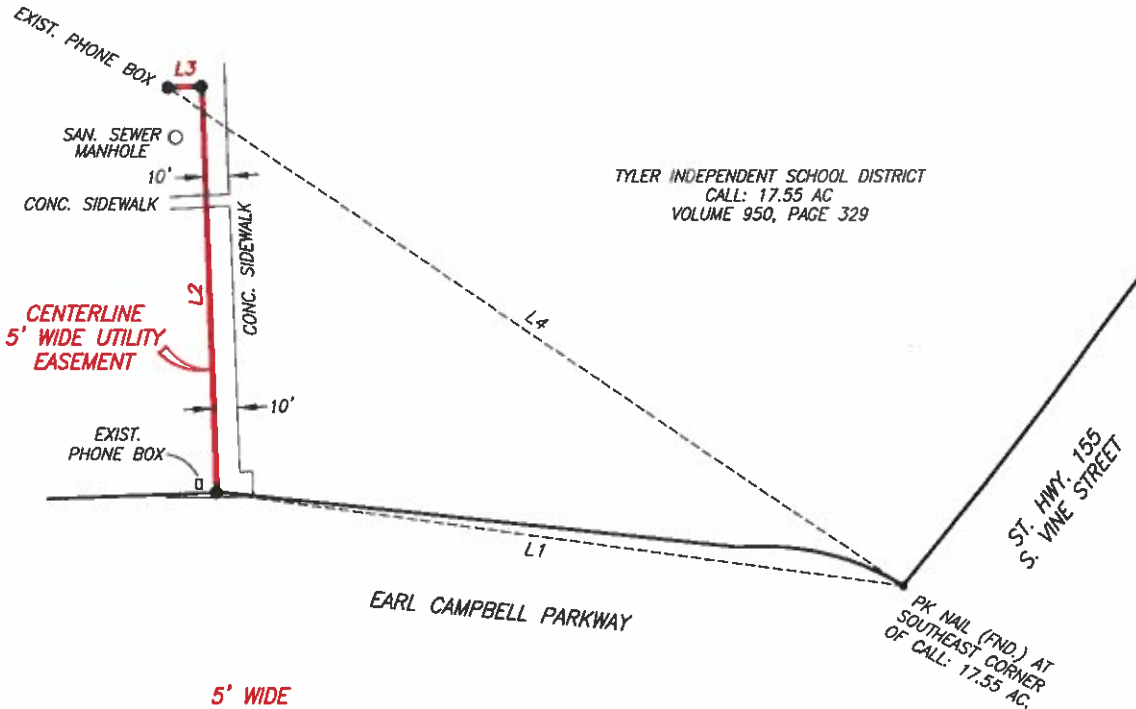 EXIST. PHONE BOX
L3
SAN. SEWER
MANHOLE
10'
CONC. SIDEWALK
TYLER INDEPENDENT SCHOOL DISTRICT
CALL: 17.55 AC
VOLUME 950, PAGE 329
CONC. SIDEWALK
L2
CENTERLINE
5' WIDE UTILITY
EASEMENT
L4
10'
EXIST.
PHONE BOX
ST. HWY. 155
S. VINE STREET
L1
EARL CAMPBELL PARKWAY
PK NAIL (FND.) AT
SOUTHEAST CORNER
OF CALL: 17.55 AC.
5' WIDE